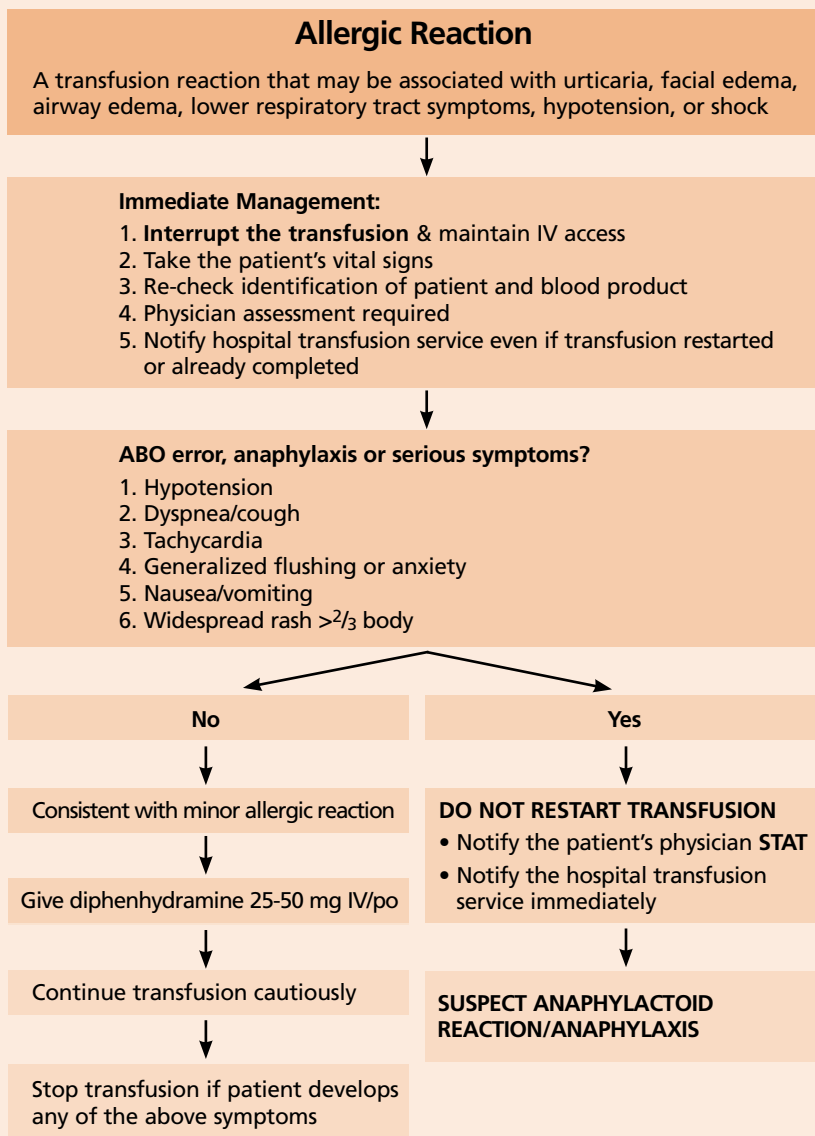 Allergic Reaction
A transfusion reaction that may be associated with urticaria, facial edema,
airway edema, lower respiratory tract symptoms, hypotension, or shock
Immediate Management:
1. Interrupt the transfusion & maintain IV access
2. Take the patient’s vital signs
3. Re-check identification of patient and blood product
4. Physician assessment required
5. Notify hospital transfusion service even if transfusion restarted
or already completed
ABO error, anaphylaxis or serious symptoms?
1. Hypotension
2. Dyspnea/cough
3. Tachycardia
4. Generalized flushing or anxiety
5. Nausea/vomiting
6. Widespread rash >2/3 body
No
Consistent with minor allergic reaction
Give diphenhydramine 25-50 mg IV/po
Continue transfusion cautiously
Stop transfusion if patient develops
any of the above symptoms
Yes
DO NOT RESTART TRANSFUSION
• Notify the patient’s physician STAT
• Notify the hospital transfusion
service immediately
SUSPECT ANAPHYLACTOID
REACTION/ANAPHYLAXIS